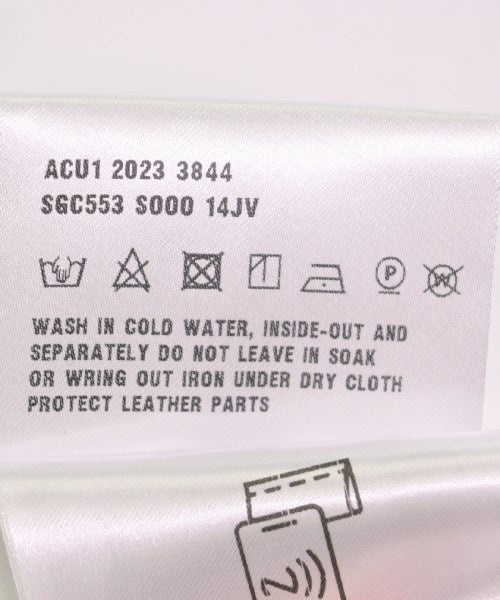 ACU1 2023 3844
SGC553 S000 14JV
P W
WASH IN COLD WATER, INSIDE-OUT AND
SEPARATELY DO NOT LEAVE IN SOAK
OR WRING OUT IRON UNDER DRY CLOTH
PROTECT LEATHER PARTS